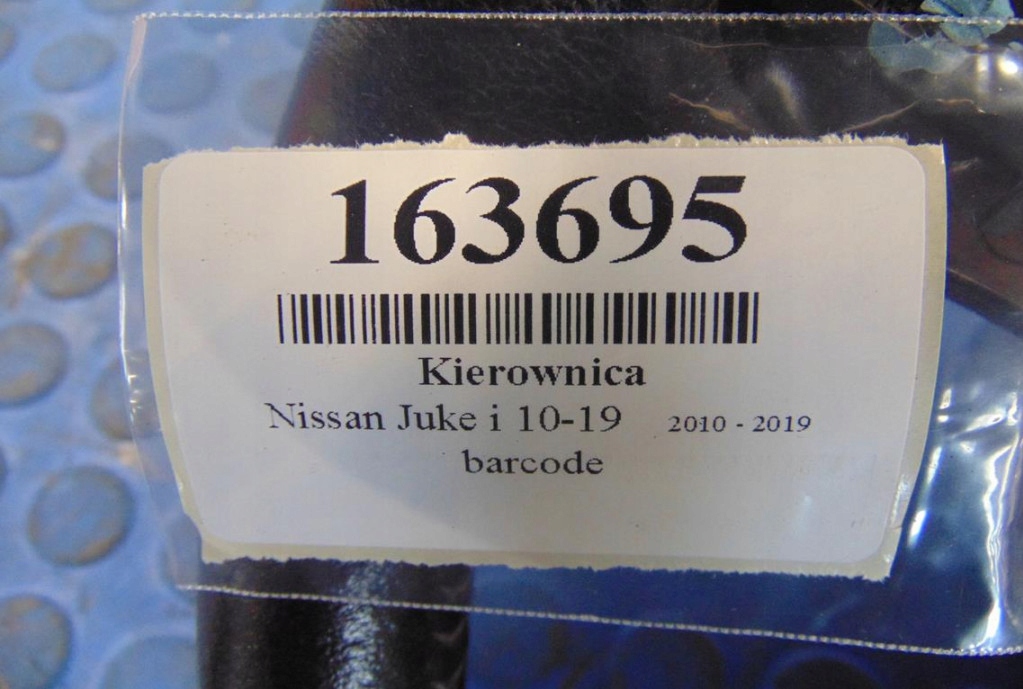 163695
Kierownica
Nissan Juke i 10-19 2010 - 2019
barcode